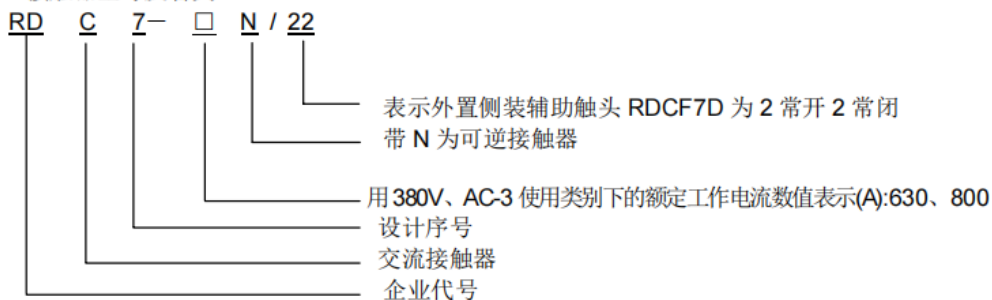 RD C 7－ □ N / 22
表示外置侧装辅助触头 RDCF7D 为 2 常开 2 常闭
带 N 为可逆接触器
用380V、AC-3 使用类别下的额定工作电流数值表示(A):630、800
设计序号
交流接触器
企业代号